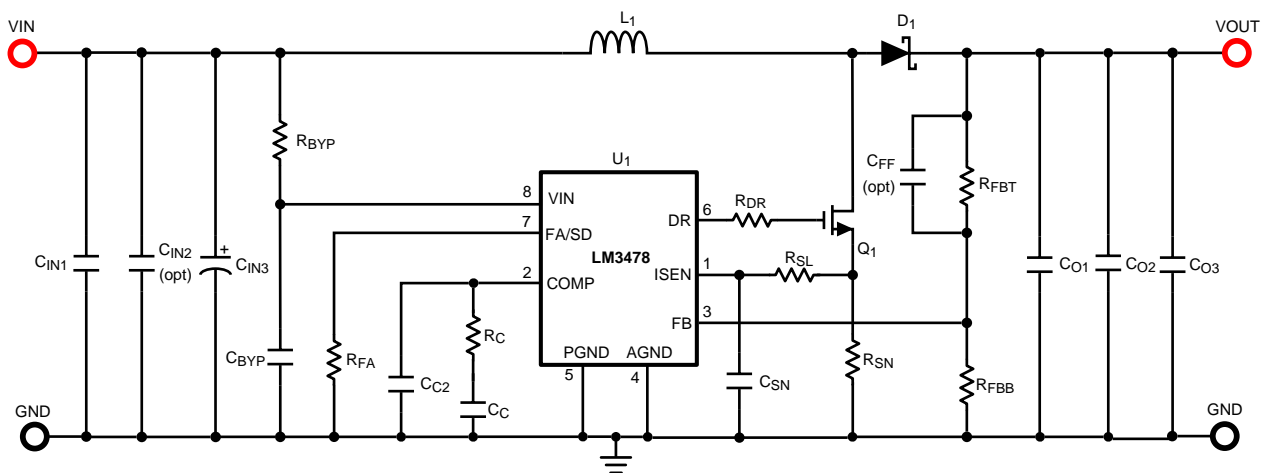 L1
D1
VIN
VOUT
RBYP
U1
CFF
(opt)
RFBT
8
VIN
RDR
6
DR
7
FA/SD
LM3478
Q1
CIN1
CIN2
(opt)
+
CIN3
2
COMP
ISEN
1
RSL
CO1
CO2
CO3
FB
3
RC
CBYP
RFA
PGND
AGND
5
4
RSN
CC2
CC
CSN
RFBB
GND
GND